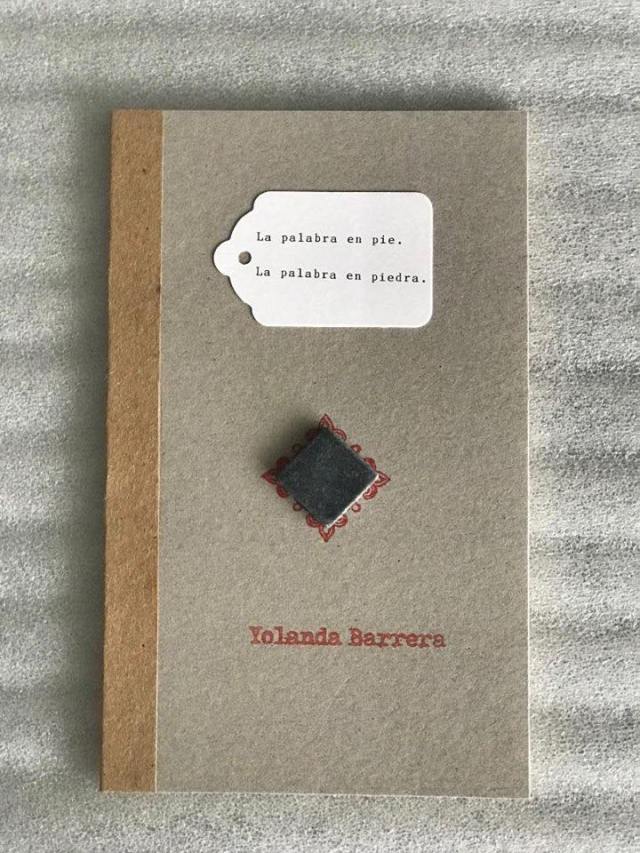 La palabra en pie.
La palabra en piedra.
Yolanda Barrera